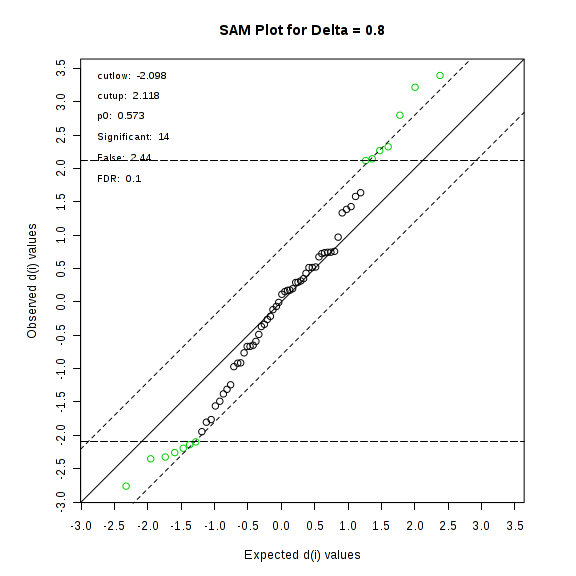 SAM Plot for Delta = 0.8
cutlow: -2.098
cutup: 2.118
p0: 0.573
Significant: 14
False: 2.44
FDR: 0.1
Observed d(i) values
3.5
3.0
2.5
2.0
1.5
1.0
0.5
0.0
-0.5
-1.0
-1.5
-2.0
-2.5
-3.0
-3.0 -2.5 -2.0 -1.5 -1.0 -0.5 0.0 0.5 1.0 1.5 2.0 2.5 3.0 3.5
Expected d(i) values